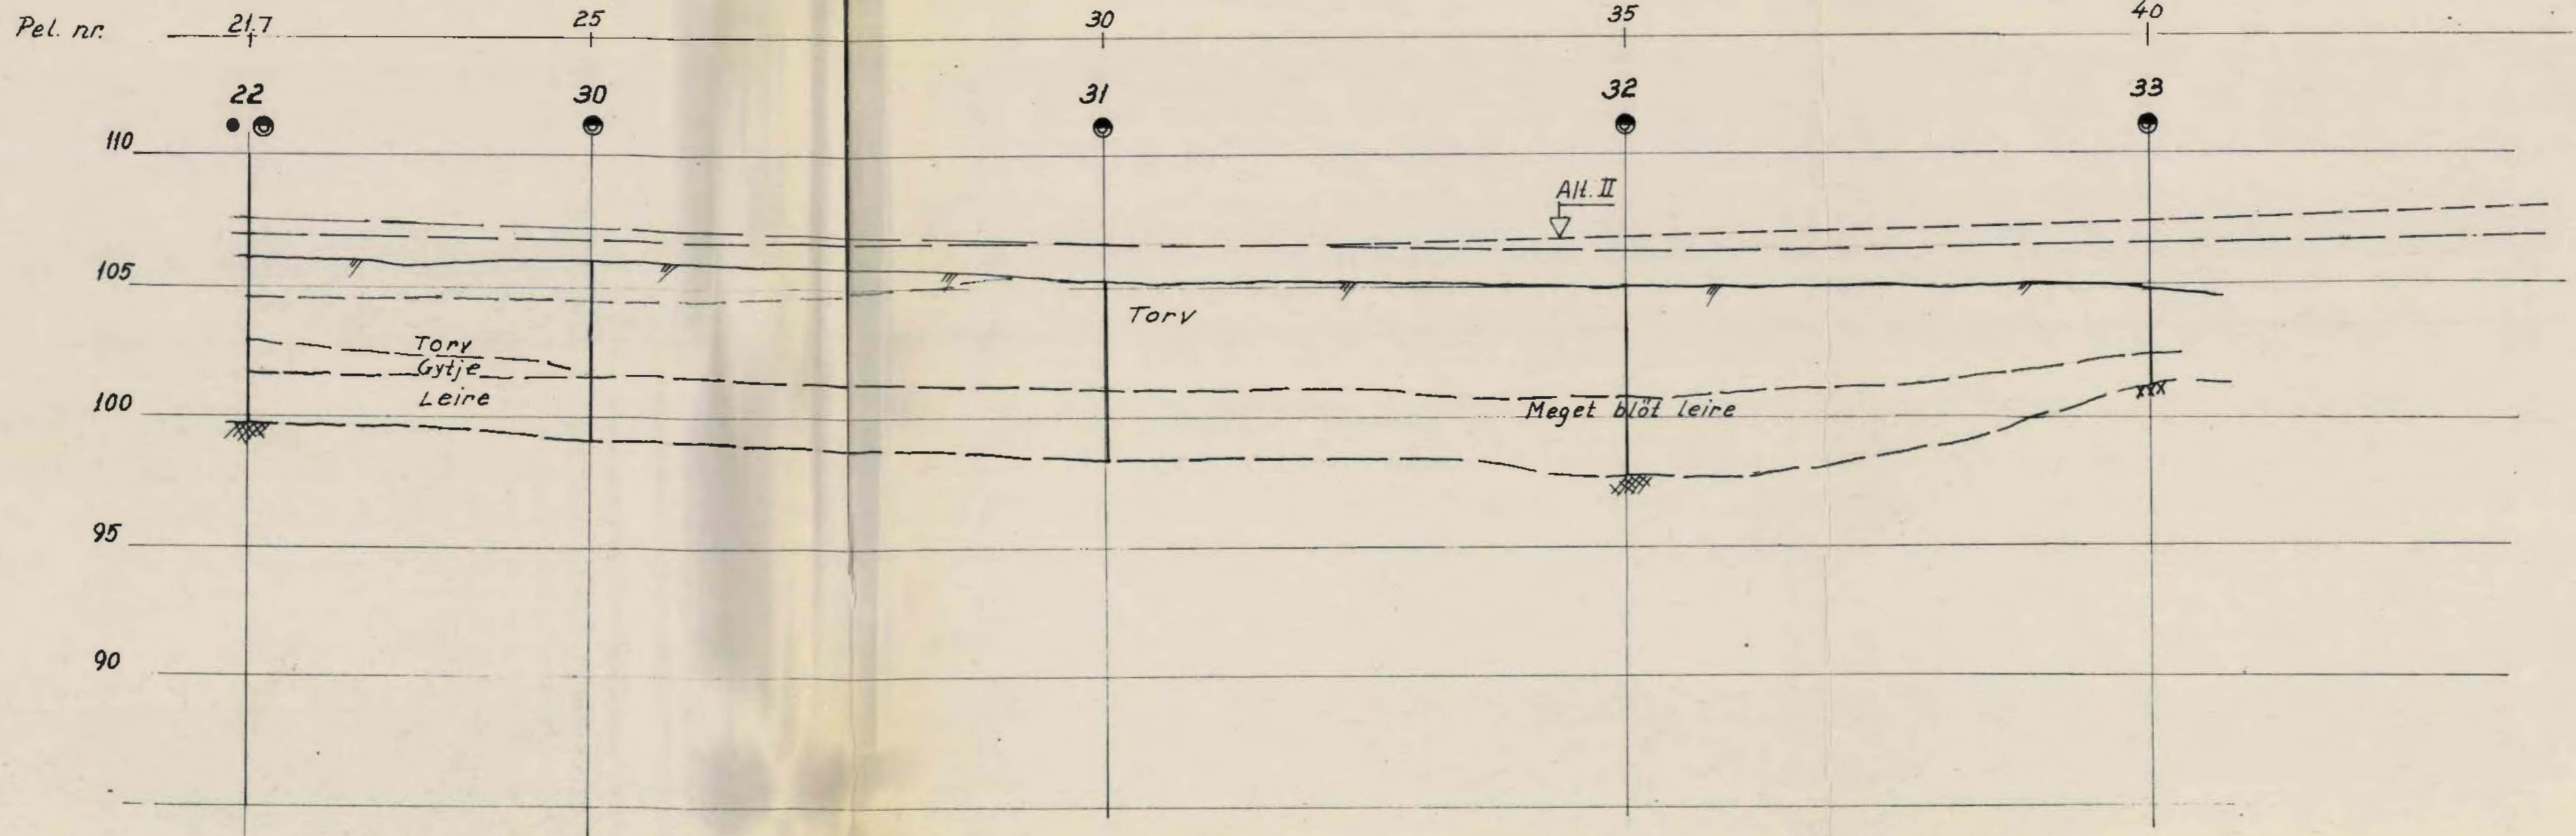 Pel. nr. 21.7 25 30 35 40
22 30 31 32 33
110
Alt. II
105
Torv
Torv
Gytje
Leire
100
Meget blöt leire
95
90